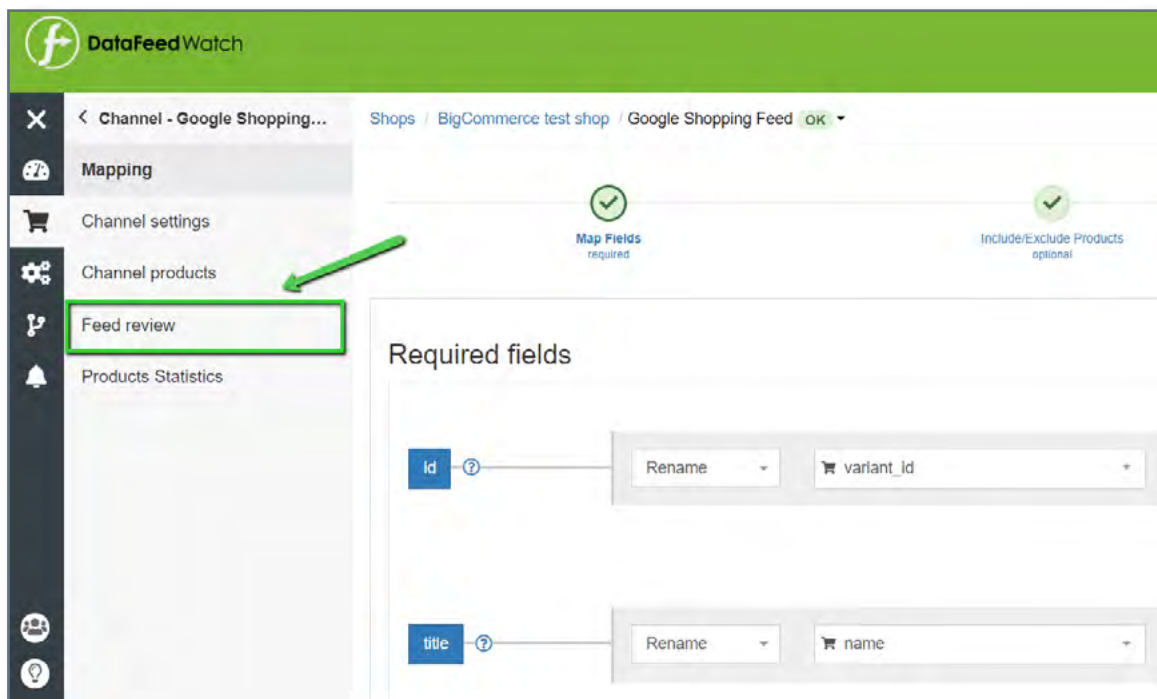 DataFeedWatch
Channel - Google Shopping...
Shops / BigCommerce test shop / Google Shopping Feed OK
Mapping
Channel settings
Channel products
Feed review
Products Statistics
Map Fields
required
Include/Exclude Products
optional
Required fields
id ? Rename variant_id
title ? Rename name